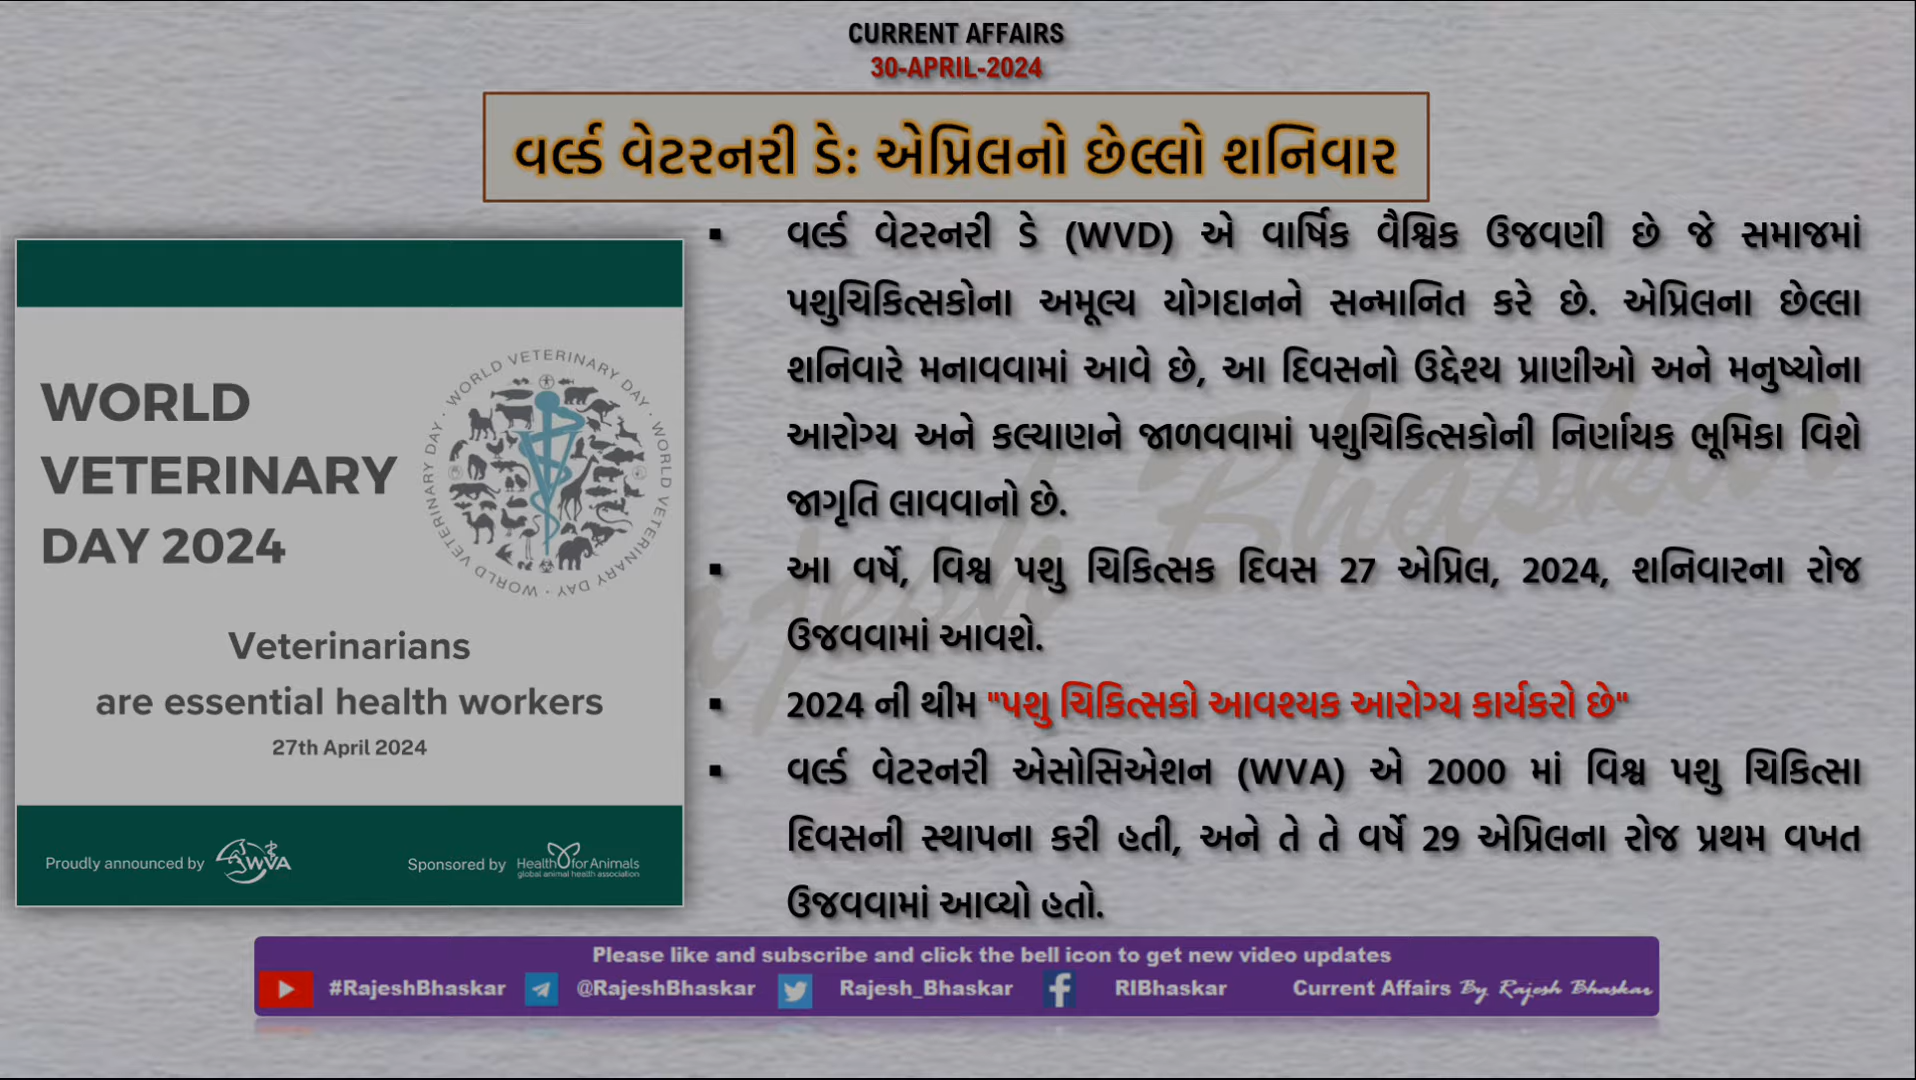 CURRENT AFFAIRS
30-APRIL-2024
વર્લ્ડ વેટરનરી ડે: એપ્રિલનો છેલ્લો શનિવાર
WORLD
VETERINARY
DAY 2024
WORLD VETERINARY DAY · WORLD VETERINARY DAY · WORLD VETERINARY DAY ·
Veterinarians
are essential health workers
27th April 2024
Proudly announced by WVA
Sponsored by HealthforAnimals
global animal health association
▪ વર્લ્ડ વેટરનરી ડે (WVD) એ વાર્ષિક વૈશ્વિક ઉજવણી છે જે સમાજમાં
પશુચિકિત્સકોના અમૂલ્ય યોગદાનને સન્માનિત કરે છે. એપ્રિલના છેલ્લા
શનિવારે મનાવવામાં આવે છે, આ દિવસનો ઉદ્દેશ્ય પ્રાણીઓ અને મનુષ્યોના
આરોગ્ય અને કલ્યાણને જાળવવામાં પશુચિકિત્સકોની નિર્ણાયક ભૂમિકા વિશે
જાગૃતિ લાવવાનો છે.
▪ આ વર્ષે, વિશ્વ પશુ ચિકિત્સક દિવસ 27 એપ્રિલ, 2024, શનિવારના રોજ
ઉજવવામાં આવશે.
▪ 2024 ની થીમ "પશુ ચિકિત્સકો આવશ્યક આરોગ્ય કાર્યકરો છે"
▪ વર્લ્ડ વેટરનરી એસોસિએશન (WVA) એ 2000 માં વિશ્વ પશુ ચિકિત્સા
દિવસની સ્થાપના કરી હતી, અને તે તે વર્ષે 29 એપ્રિલના રોજ પ્રથમ વખત
ઉજવવામાં આવ્યો હતો.
Rajesh Bhaskar
Please like and subscribe and click the bell icon to get new video updates
#RajeshBhaskar @RajeshBhaskar Rajesh_Bhaskar RIBhaskar Current Affairs By Rajesh Bhaskar